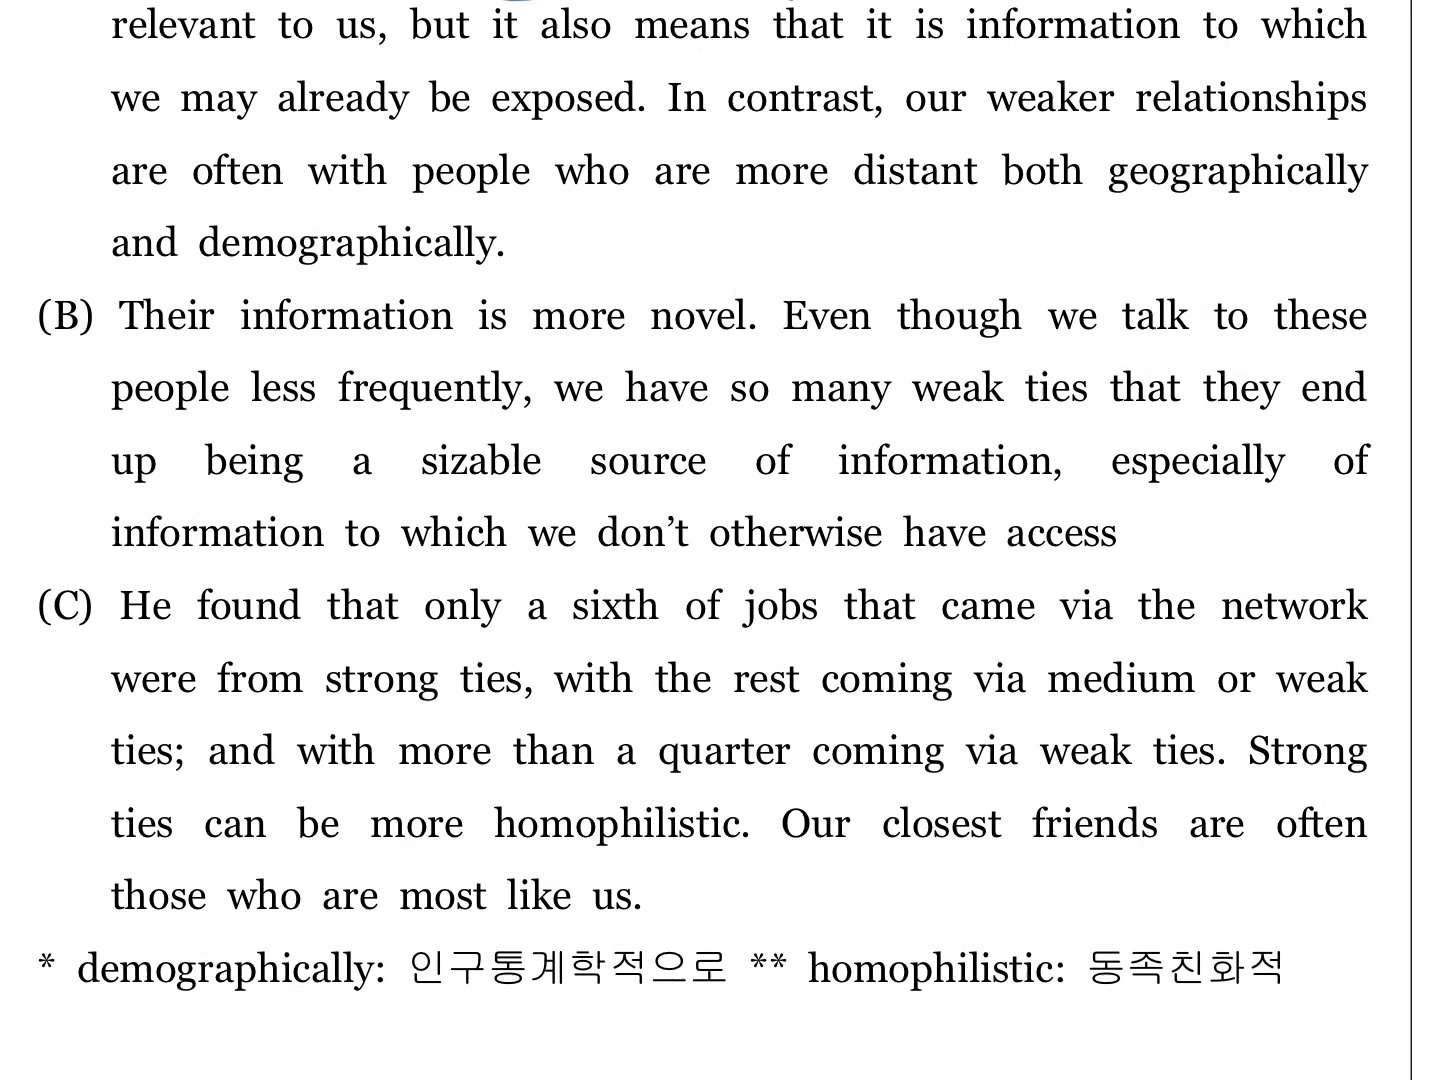 relevant to us, but it also means that it is information to which
we may already be exposed. In contrast, our weaker relationships
are often with people who are more distant both geographically
and demographically.
(B) Their information is more novel. Even though we talk to these
people less frequently, we have so many weak ties that they end
up being a sizable source of information, especially of
information to which we don't otherwise have access
(C) He found that only a sixth of jobs that came via the network
were from strong ties, with the rest coming via medium or weak
ties; and with more than a quarter coming via weak ties. Strong
ties can be more homophilistic. Our closest friends are often
those who are most like us.
* demographically: 인구통계학적으로 ** homophilistic: 동족친화적